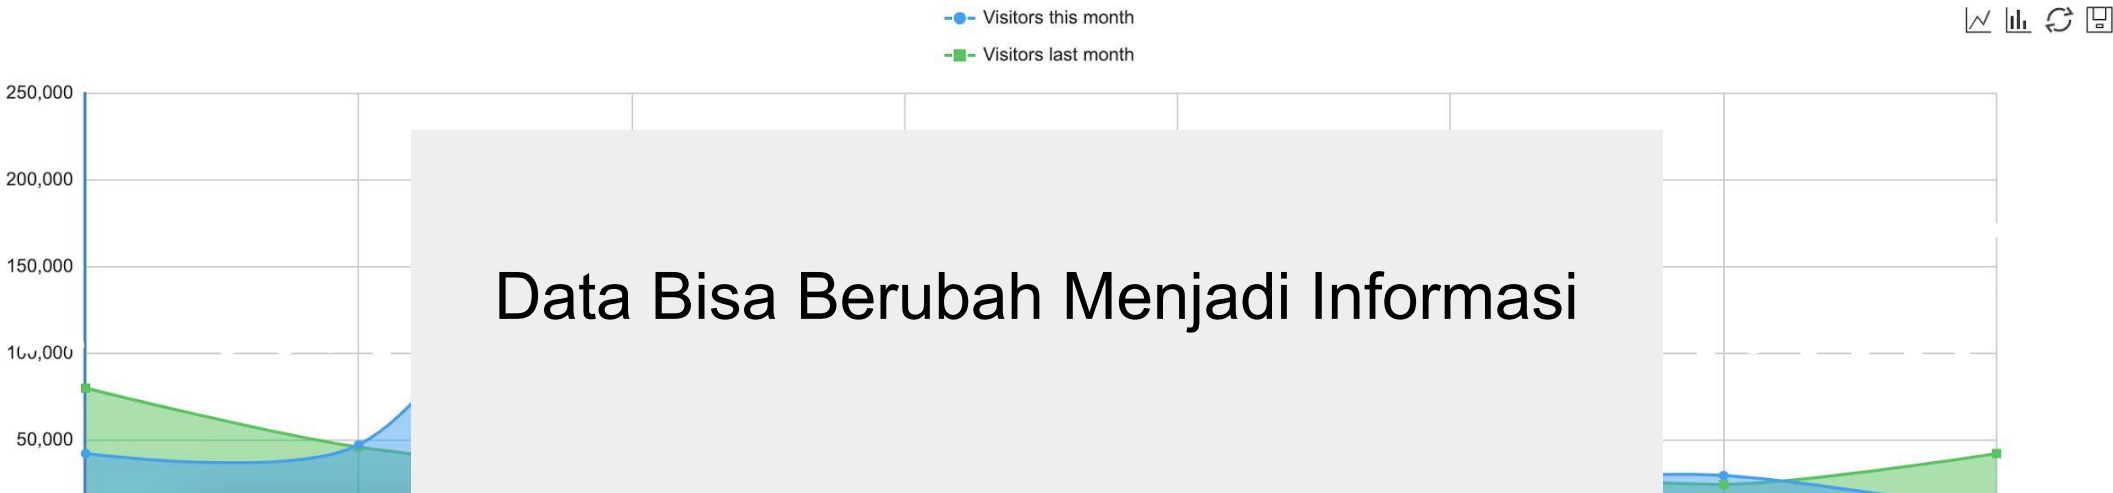 Visitors this month
Visitors last month
250,000
200,000
150,000
Data Bisa Berubah Menjadi Informasi
50,000